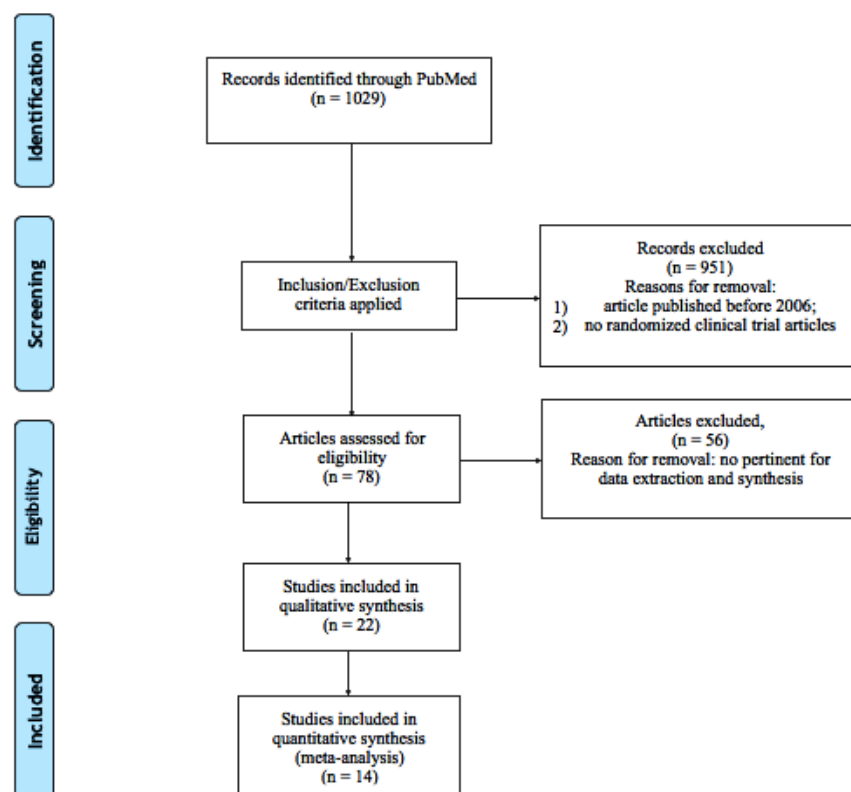 Identification
Records identified through PubMed
(n = 1029)
Screening
Inclusion/Exclusion
criteria applied
Records excluded
(n = 951)
Reasons for removal:
1) article published before 2006;
2) no randomized clinical trial articles
Eligibility
Articles assessed for
eligibility
(n = 78)
Articles excluded,
(n = 56)
Reason for removal: no pertinent for
data extraction and synthesis
Studies included in
qualitative synthesis
(n = 22)
Included
Studies included in
quantitative synthesis
(meta-analysis)
(n = 14)